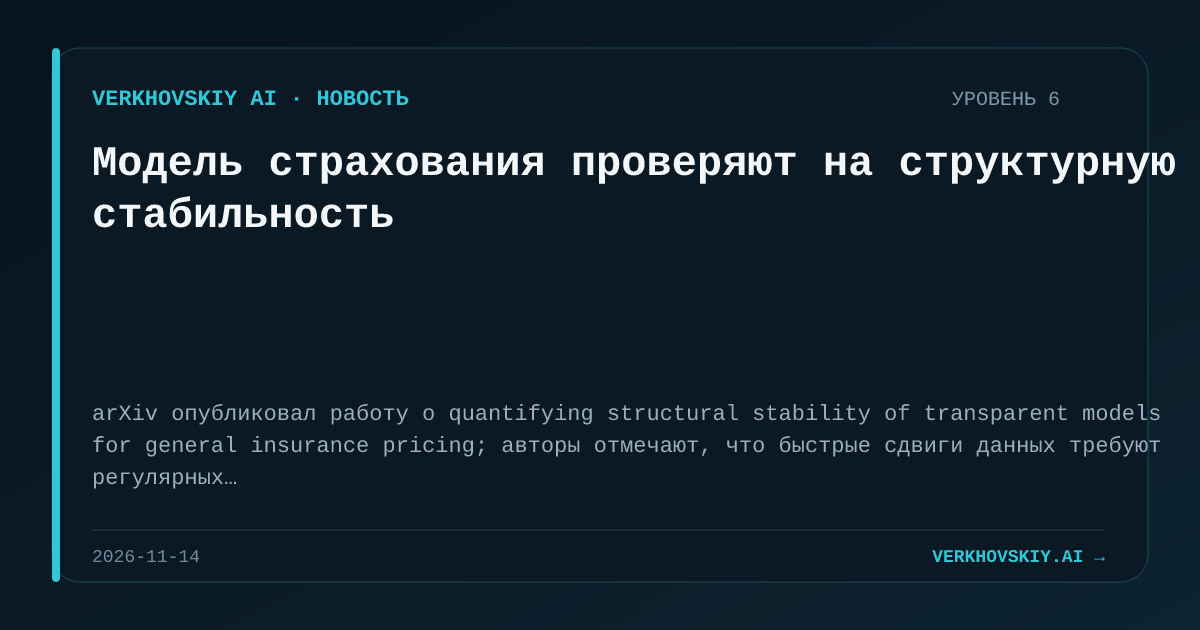 VERKHOVSKIY AI · НОВОСТЬ
УРОВЕНЬ 6
Модель страхования проверяют на структурную
стабильность
arXiv опубликовал работу о quantifying structural stability of transparent models
for general insurance pricing; авторы отмечают, что быстрые сдвиги данных требуют
регулярных…
2026-11-14
VERKHOVSKIY.AI →